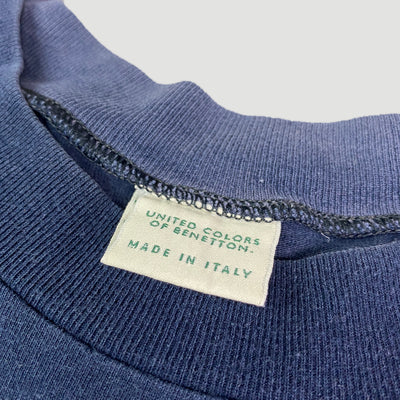 UNITED COLORS
OF BENETTON.
MADE IN ITALY